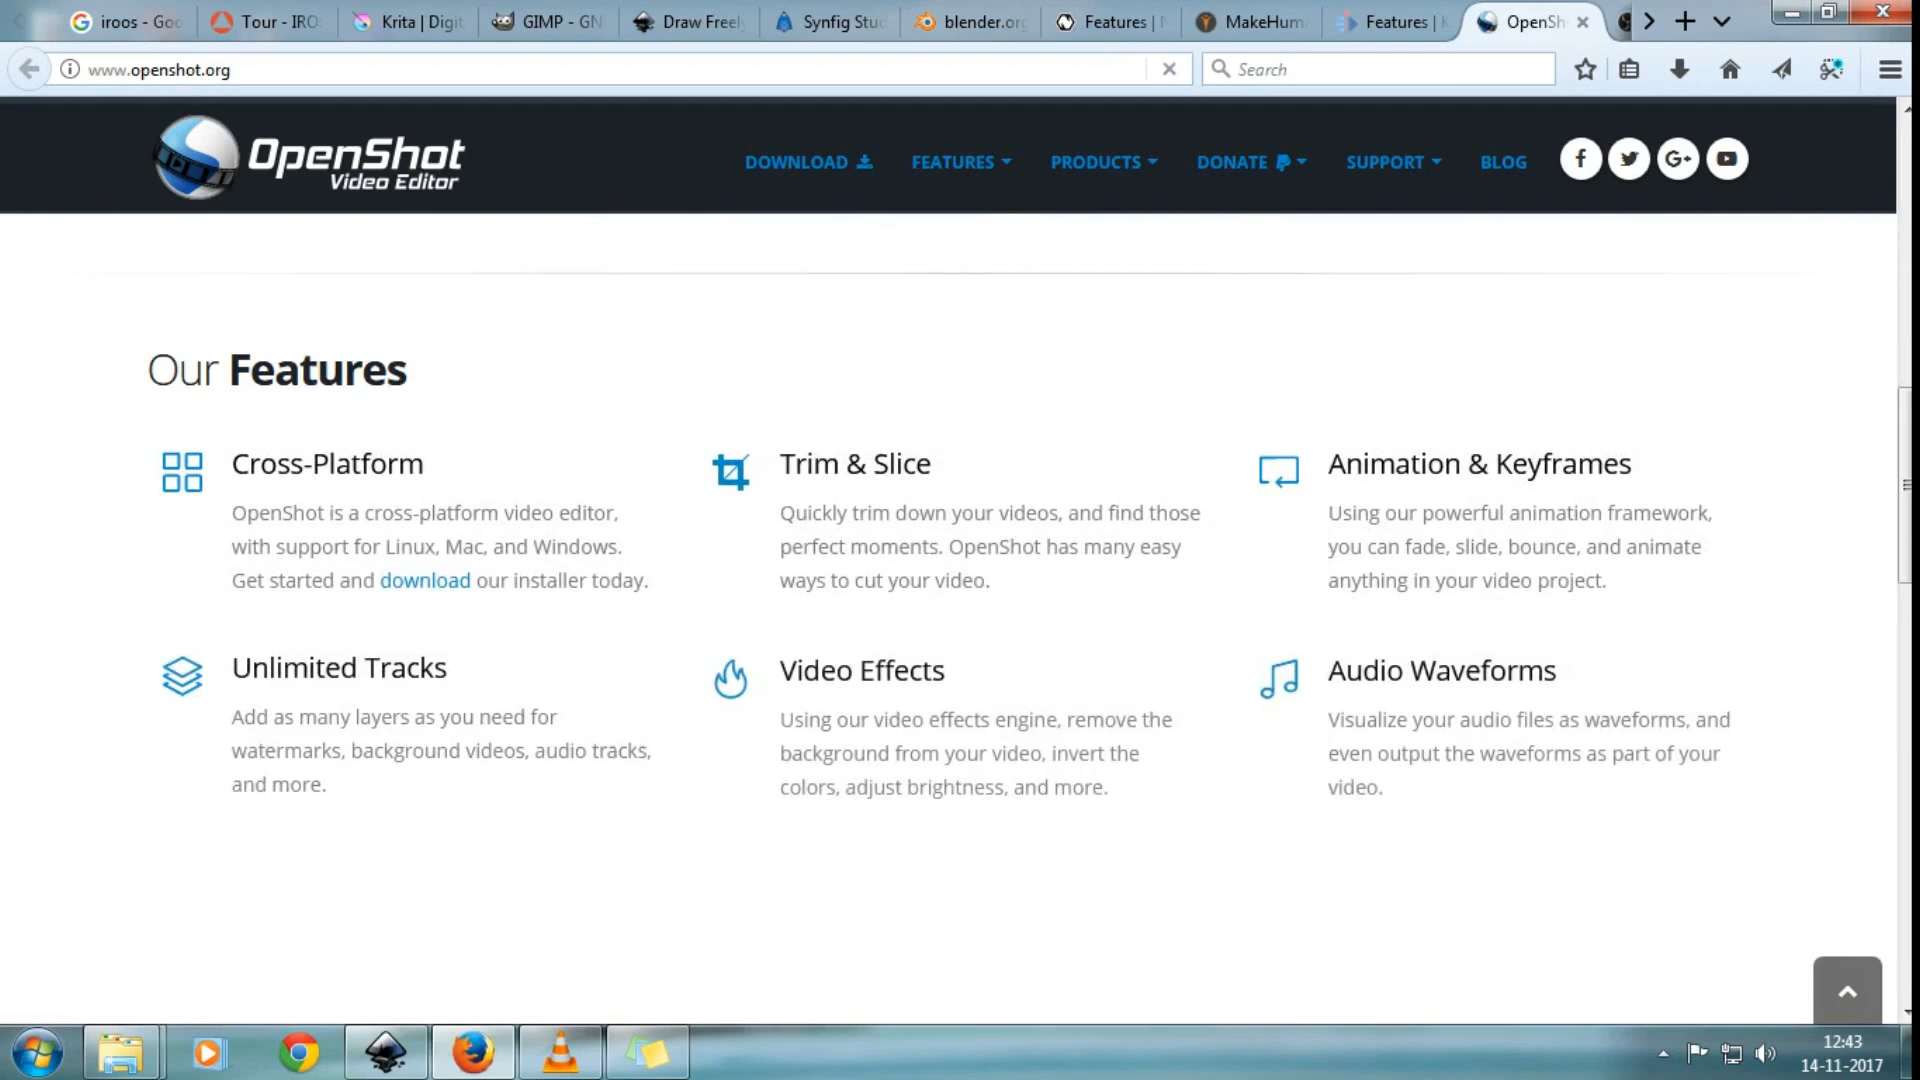 iroos - Goo
Tour - IRO
Krita | Digit
GIMP - GN
Draw Freel
Synfig Stud
blender.org
Features |
MakeHum
Features |
OpenSh
www.openshot.org
Search
OpenShot
Video Editor
DOWNLOAD
FEATURES
PRODUCTS
DONATE
SUPPORT
BLOG
Our Features
Cross-Platform
OpenShot is a cross-platform video editor,
with support for Linux, Mac, and Windows.
Get started and download our installer today.
Trim & Slice
Quickly trim down your videos, and find those
perfect moments. OpenShot has many easy
ways to cut your video.
Animation & Keyframes
Using our powerful animation framework,
you can fade, slide, bounce, and animate
anything in your video project.
Unlimited Tracks
Add as many layers as you need for
watermarks, background videos, audio tracks,
and more.
Video Effects
Using our video effects engine, remove the
background from your video, invert the
colors, adjust brightness, and more.
Audio Waveforms
Visualize your audio files as waveforms, and
even output the waveforms as part of your
video.
12:43
14-11-2017